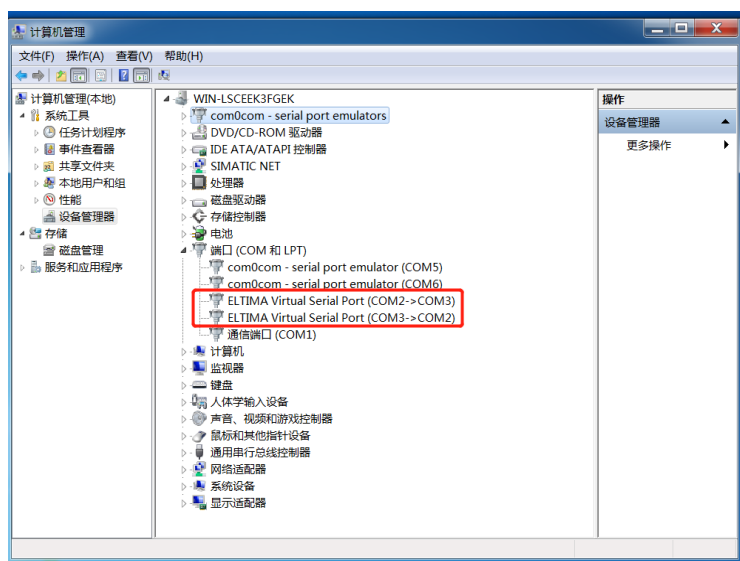 计算机管理
文件(F) 操作(A) 查看(V) 帮助(H)
计算机管理(本地)
系统工具
任务计划程序
事件查看器
共享文件夹
本地用户和组
性能
设备管理器
存储
磁盘管理
服务和应用程序
WIN-LSCEEK3FGEK
com0com - serial port emulators
DVD/CD-ROM 驱动器
IDE ATA/ATAPI 控制器
SIMATIC NET
处理器
磁盘驱动器
存储控制器
电池
端口 (COM 和 LPT)
com0com - serial port emulator (COM5)
com0com - serial port emulator (COM6)
ELTIMA Virtual Serial Port (COM2->COM3)
ELTIMA Virtual Serial Port (COM3->COM2)
通信端口 (COM1)
计算机
监视器
键盘
人体学输入设备
声音、视频和游戏控制器
鼠标和其他指针设备
通用串行总线控制器
网络适配器
系统设备
显示适配器
操作
设备管理器
更多操作